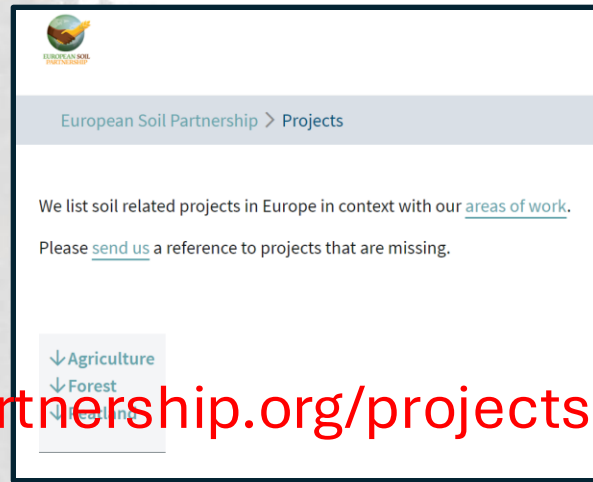 EUROPEAN SOIL
PARTNERSHIP
European Soil Partnership > Projects
We list soil related projects in Europe in context with our areas of work.
Please send us a reference to projects that are missing.
↓Agriculture
↓Forest
↓Peatland
rtnership.org/projects